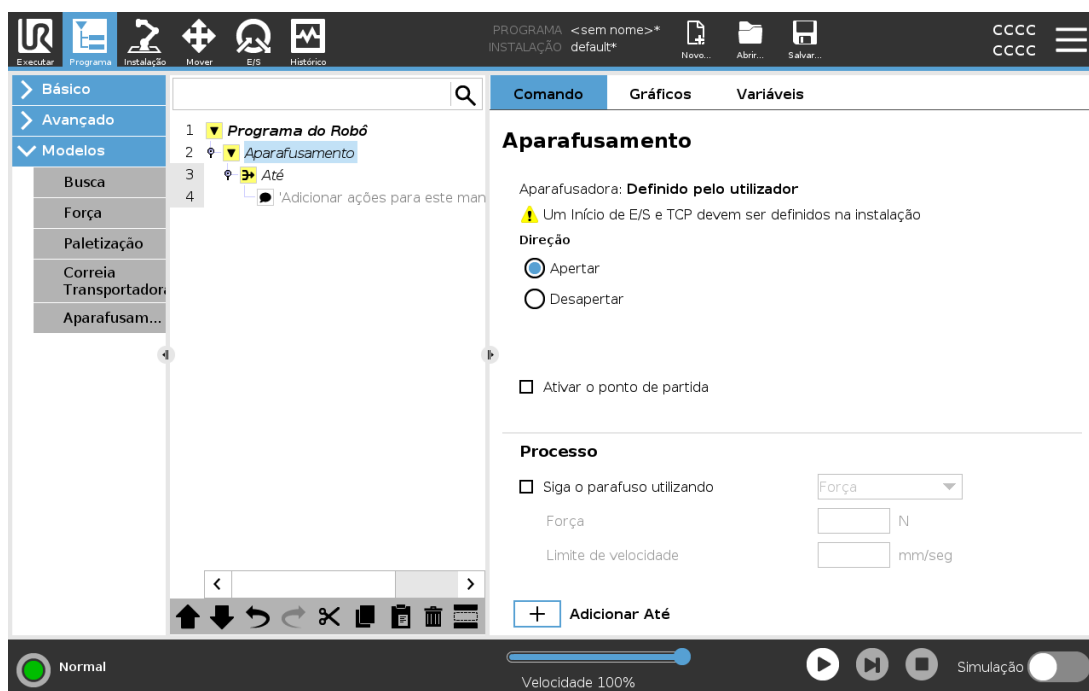 PROGRAMA <sem nome>*
INSTALAÇÃO default*
CCCC
CCCC
UR
Executar
Programa
Instalação
Mover
E/S
Histórico
Novo...
Abrir...
Salvar...
Básico
Avançado
Modelos
Busca
Força
Paletização
Correia
Transportador
Aparafusam...
1 Programa do Robô
2 Aparafusamento
3 Até
4 'Adicionar ações para este man
Comando Gráficos Variáveis
Aparafusamento
Aparafusadora: Definido pelo utilizador
Um Início de E/S e TCP devem ser definidos na instalação
Direção
Apertar
Desapertar
Ativar o ponto de partida
Processo
Siga o parafuso utilizando Força
Força N
Limite de velocidade mm/seg
+ Adicionar Até
Normal
Velocidade 100%
Simulação